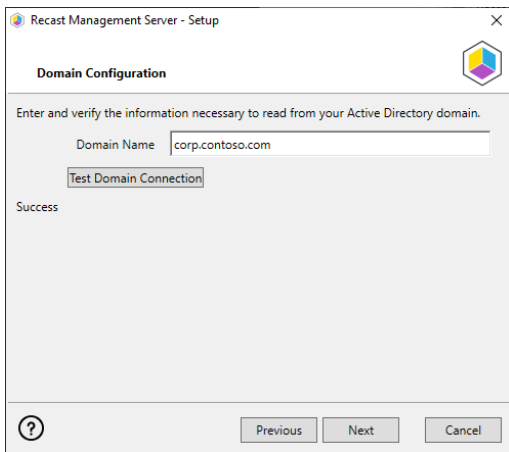 Recast Management Server - Setup
Domain Configuration
Enter and verify the information necessary to read from your Active Directory domain.
Domain Name corp.contoso.com
Test Domain Connection
Success
? Previous Next Cancel